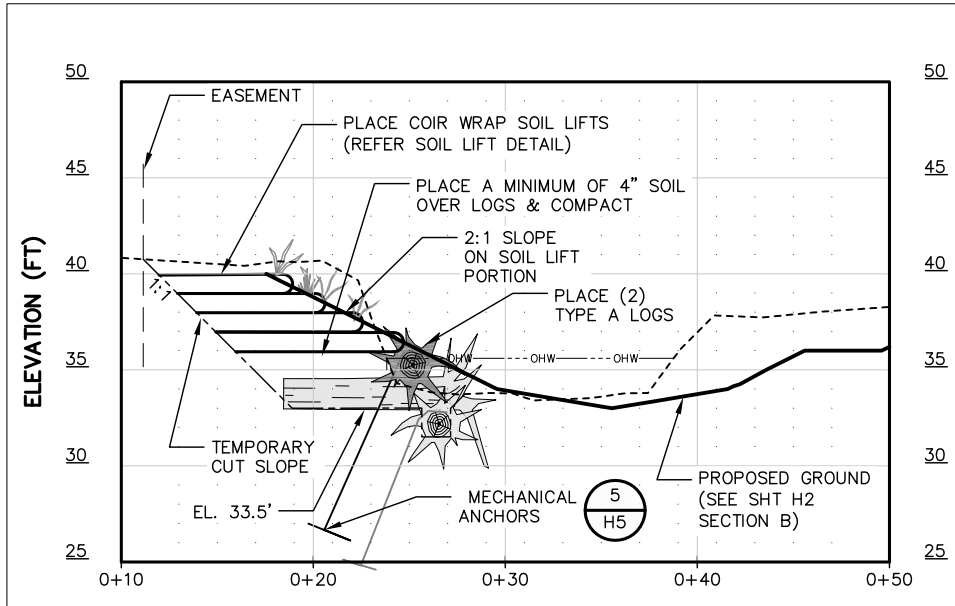 50
50
EASEMENT
PLACE COIR WRAP SOIL LIFTS
(REFER SOIL LIFT DETAIL)
45
45
PLACE A MINIMUM OF 4" SOIL
OVER LOGS & COMPACT
2:1 SLOPE
ON SOIL LIFT
PORTION
40
40
1:1
PLACE (2)
TYPE A LOGS
ELEVATION (FT)
OHW
OHW
OHW
35
35
TEMPORARY
CUT SLOPE
30
30
EL. 33.5'
MECHANICAL
ANCHORS
5
H5
PROPOSED GROUND
(SEE SHT H2
SECTION B)
25
25
0+10
0+20
0+30
0+40
0+50